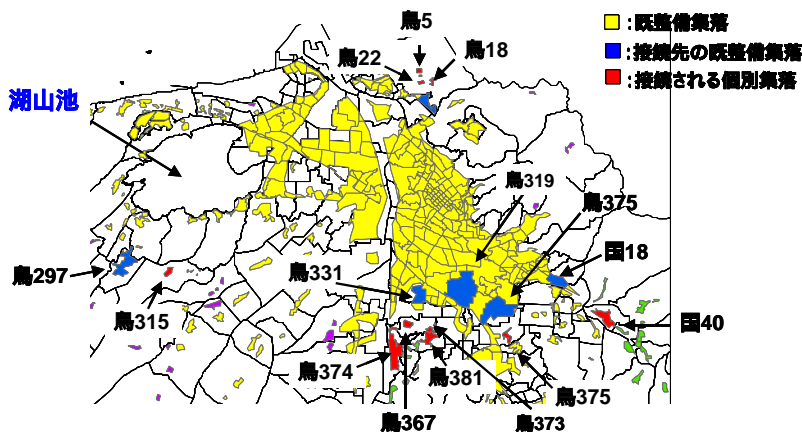 鳥5
:既整備集落
鳥22
鳥18
:接続先の既整備集落
:接続される個別集落
湖山池
鳥319
鳥375
国18
鳥297
鳥331
鳥315
国40
鳥374
鳥381
鳥375
鳥367
鳥373